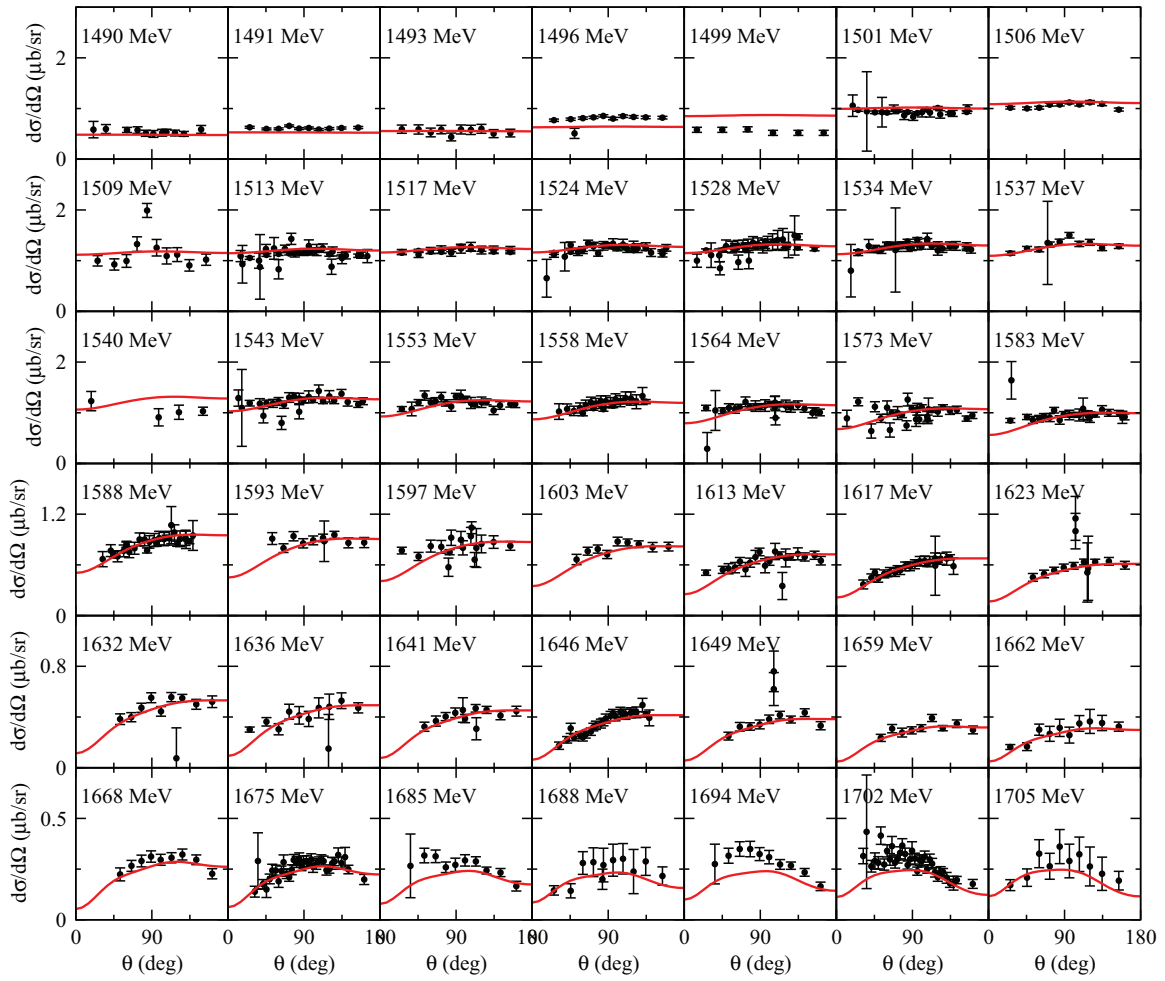 1490 MeV 1491 MeV 1493 MeV 1496 MeV 1499 MeV 1501 MeV 1506 MeV
dσ/dΩ (μb/sr)
2
0
1509 MeV 1513 MeV 1517 MeV 1524 MeV 1528 MeV 1534 MeV 1537 MeV
dσ/dΩ (μb/sr)
2
0
1540 MeV 1543 MeV 1553 MeV 1558 MeV 1564 MeV 1573 MeV 1583 MeV
dσ/dΩ (μb/sr)
2
0
1588 MeV 1593 MeV 1597 MeV 1603 MeV 1613 MeV 1617 MeV 1623 MeV
dσ/dΩ (μb/sr)
1.2
0
1632 MeV 1636 MeV 1641 MeV 1646 MeV 1649 MeV 1659 MeV 1662 MeV
dσ/dΩ (μb/sr)
0.8
0
1668 MeV 1675 MeV 1685 MeV 1688 MeV 1694 MeV 1702 MeV 1705 MeV
dσ/dΩ (μb/sr)
0.5
0
0 90 0 90 180 90 180 90 0 90 0 90 0 90 180
θ (deg) θ (deg) θ (deg) θ (deg) θ (deg) θ (deg) θ (deg)